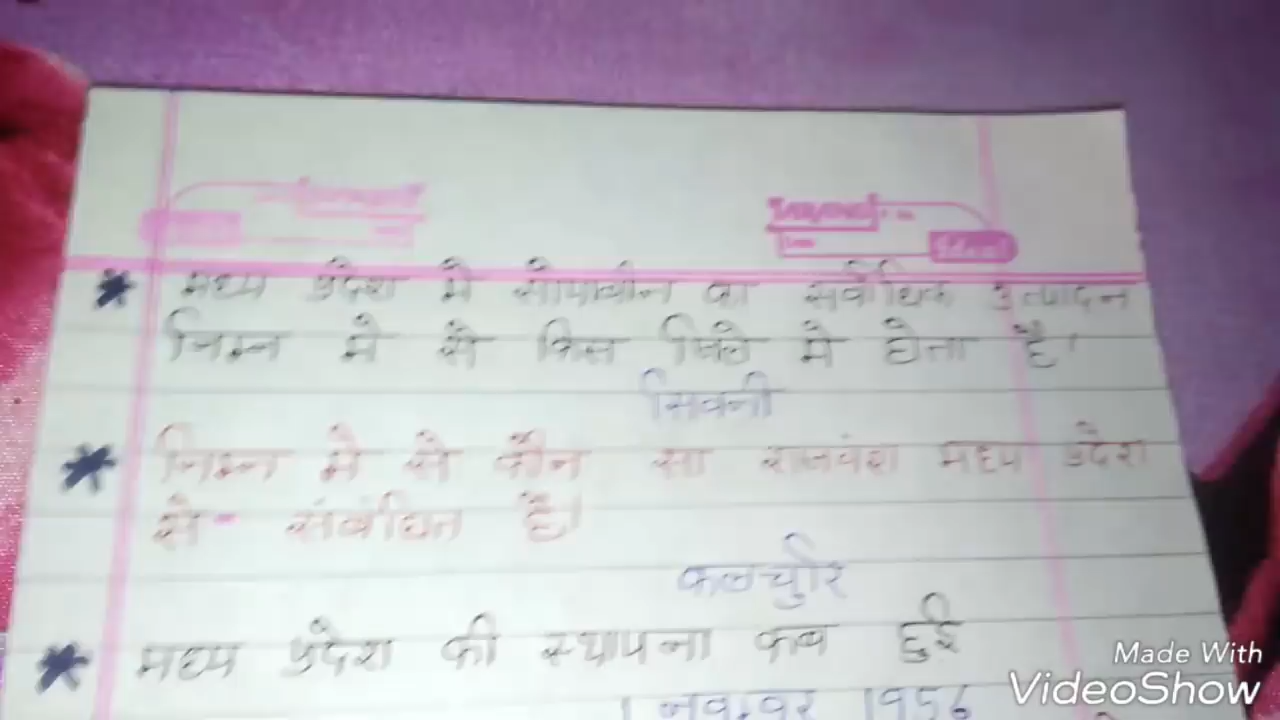 मध्य प्रदेश मे सोयाबीन का सर्वाधिक उत्पादन
निम्न मे से किस जिले मे होता है।
सिवनी
निम्न मे से कौन सा राजवंश मध्य प्रदेश
से- संबंधित है।
कलचुरि
मध्य प्रदेश की स्थापना कब हुई
1 नवम्बर 1956
Made With
VideoShow